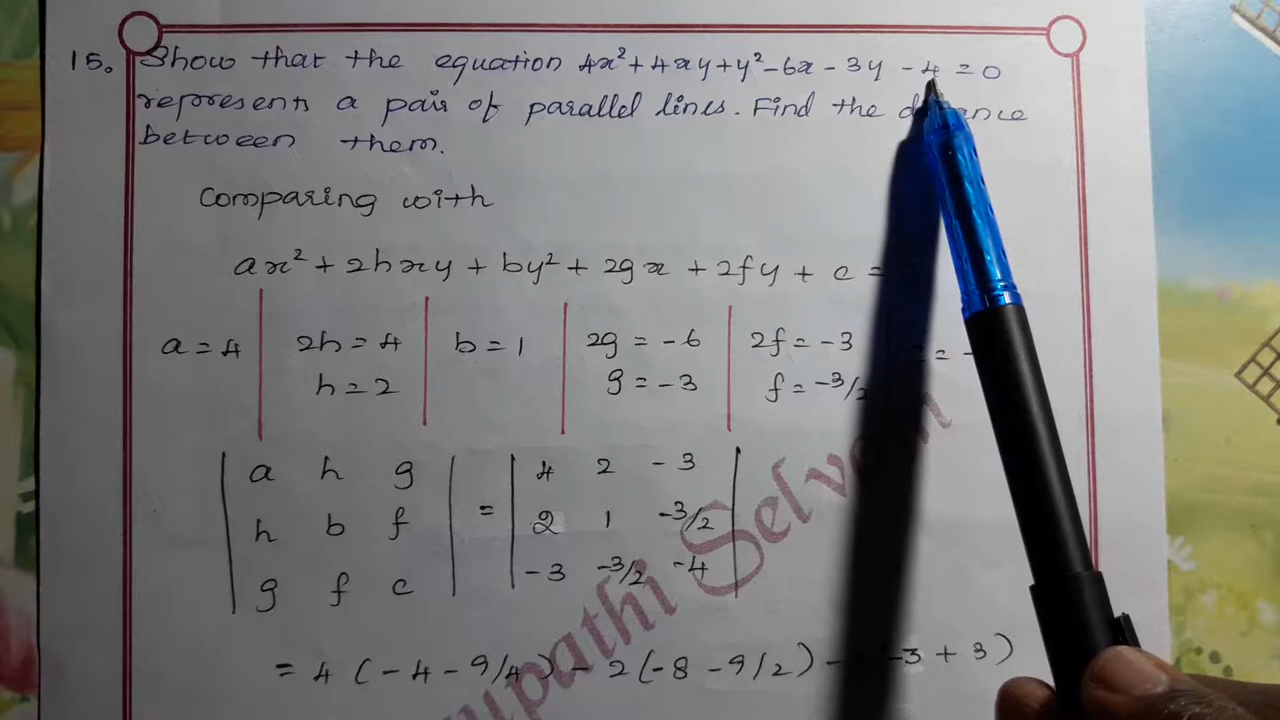 15. Show that the equation 4x²+4xy+y²-6x-3y-4=0
represents a pair of parallel lines. Find the
between them.
Comparing with
ax²+2hxy+by²+2gx+2fy+c=
a=4 2h=4 b=1 2g=-6 2f=-3
h=2 g=-3 f=-3/2
a h g = 4 2 -3
h b f 2 1 -3/2
g f c -3 -3/2 -4
= 4(-4-9/4)-2(-8-9/2)- -3+3)
upathi Selvam